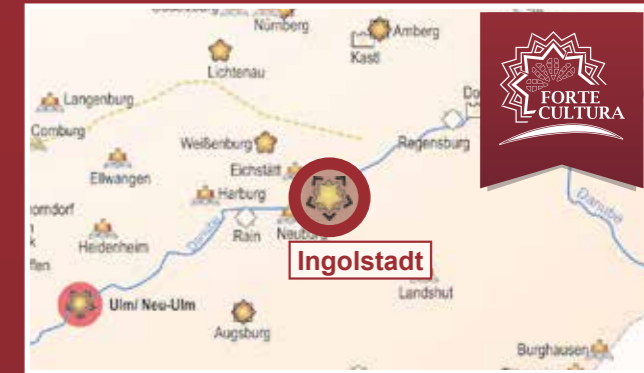 Nürnberg
Amberg
Kastl
Lichtenau
FORTE
CULTURA
Langenburg
Comburg
Weißenburg
Regensburg
Ellwangen
Eichstätt
Harburg
Danube
Heidenheim
Danube
Rain
Neuburg
Ingolstadt
Landshut
Ulm/ Neu-Ulm
Augsburg
Burghausen